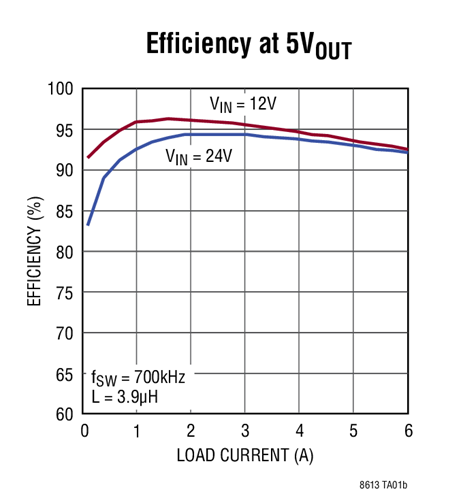 Efficiency at 5VOUT
100
95
90
85
80
75
70
65
60
EFFICIENCY (%)
VIN = 12V
VIN = 24V
fSW = 700kHz
L = 3.9µH
0 1 2 3 4 5 6
LOAD CURRENT (A)
8613 TA01b